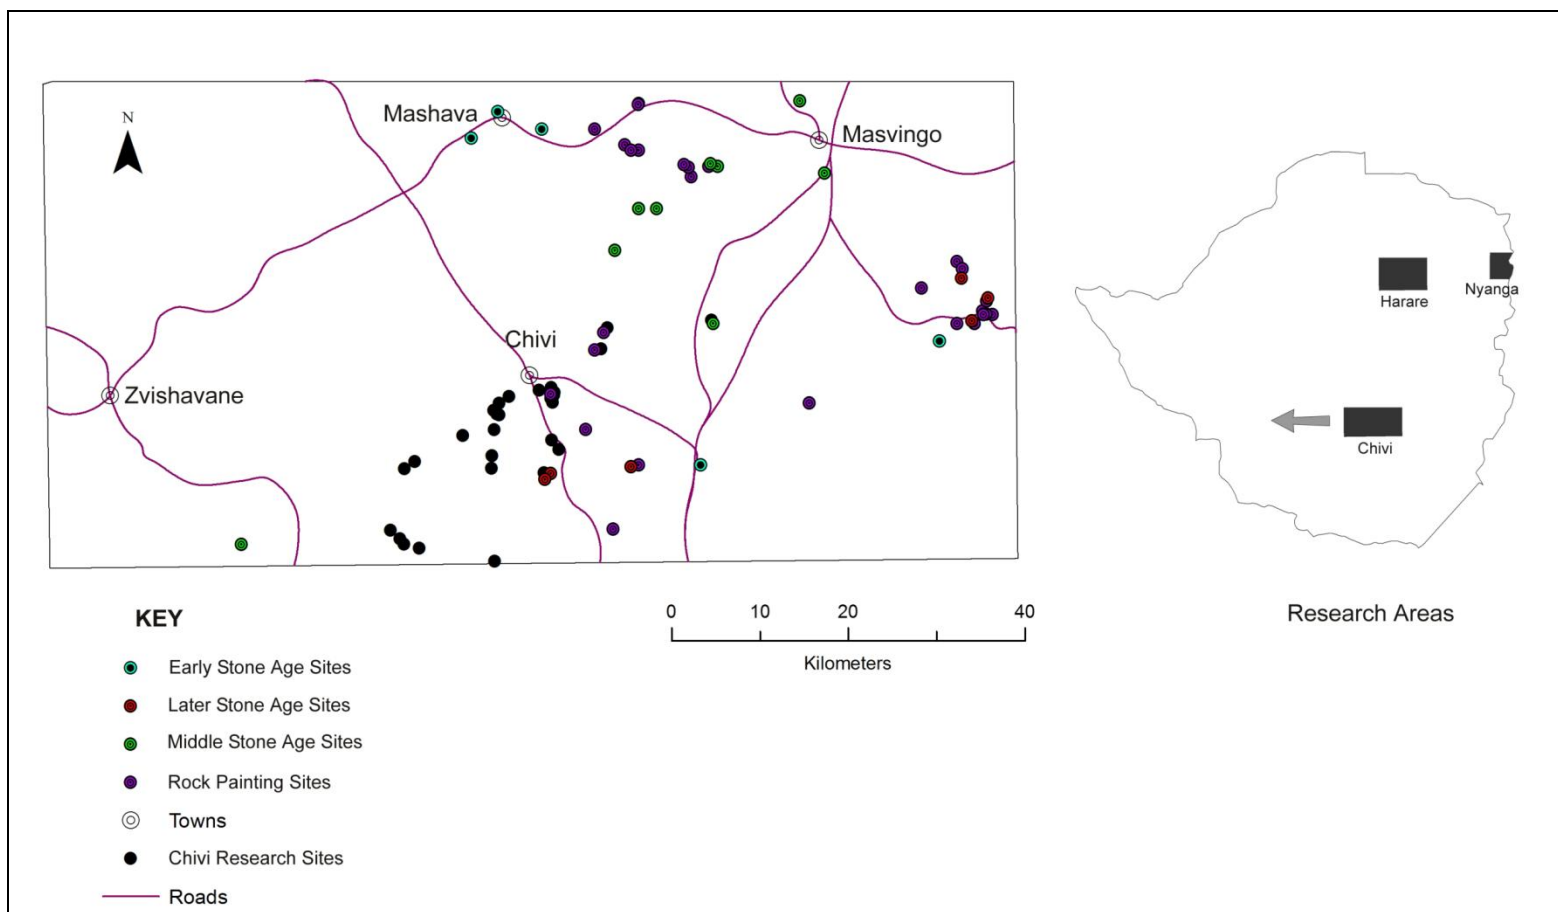 N
Mashava
Masvingo
Chivi
Zvishavane
Harare
Nyanga
Chivi
Research Areas
KEY
Early Stone Age Sites
Later Stone Age Sites
Middle Stone Age Sites
Rock Painting Sites
Towns
Chivi Research Sites
Roads
0 10 20 40
Kilometers